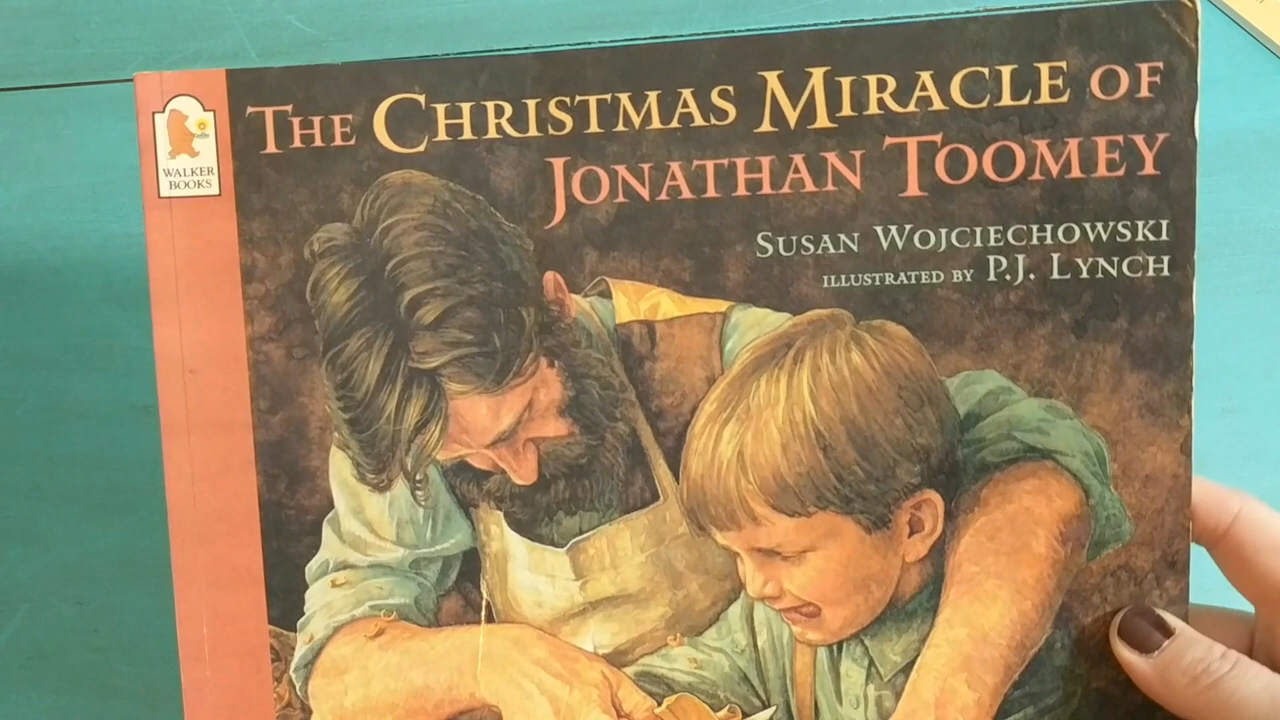 WALKER
BOOKS
THE CHRISTMAS MIRACLE OF
JONATHAN TOOMEY
SUSAN WOJCIECHOWSKI
ILLUSTRATED BY P.J. LYNCH